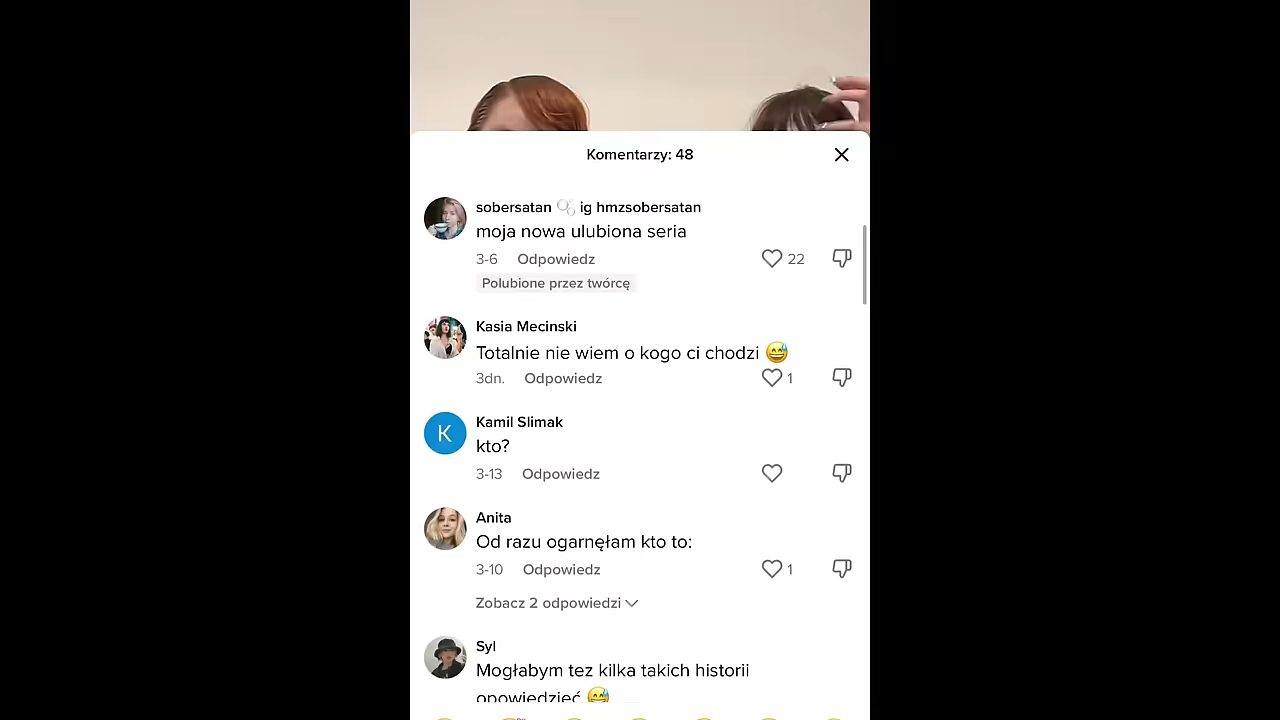 Komentarzy: 48
sobersatan 🫧 ig hmzsobersatan
moja nowa ulubiona seria
3-6 Odpowiedz 22
Polubione przez twórcę
Kasia Mecinski
Totalnie nie wiem o kogo ci chodzi 😅
3dn. Odpowiedz 1
K
Kamil Slimak
kto?
3-13 Odpowiedz
Anita
Od razu ogarnęłam kto to:
3-10 Odpowiedz 1
Zobacz 2 odpowiedzi
Syl
Mogłabym tez kilka takich historii
opowiedzieć 😅